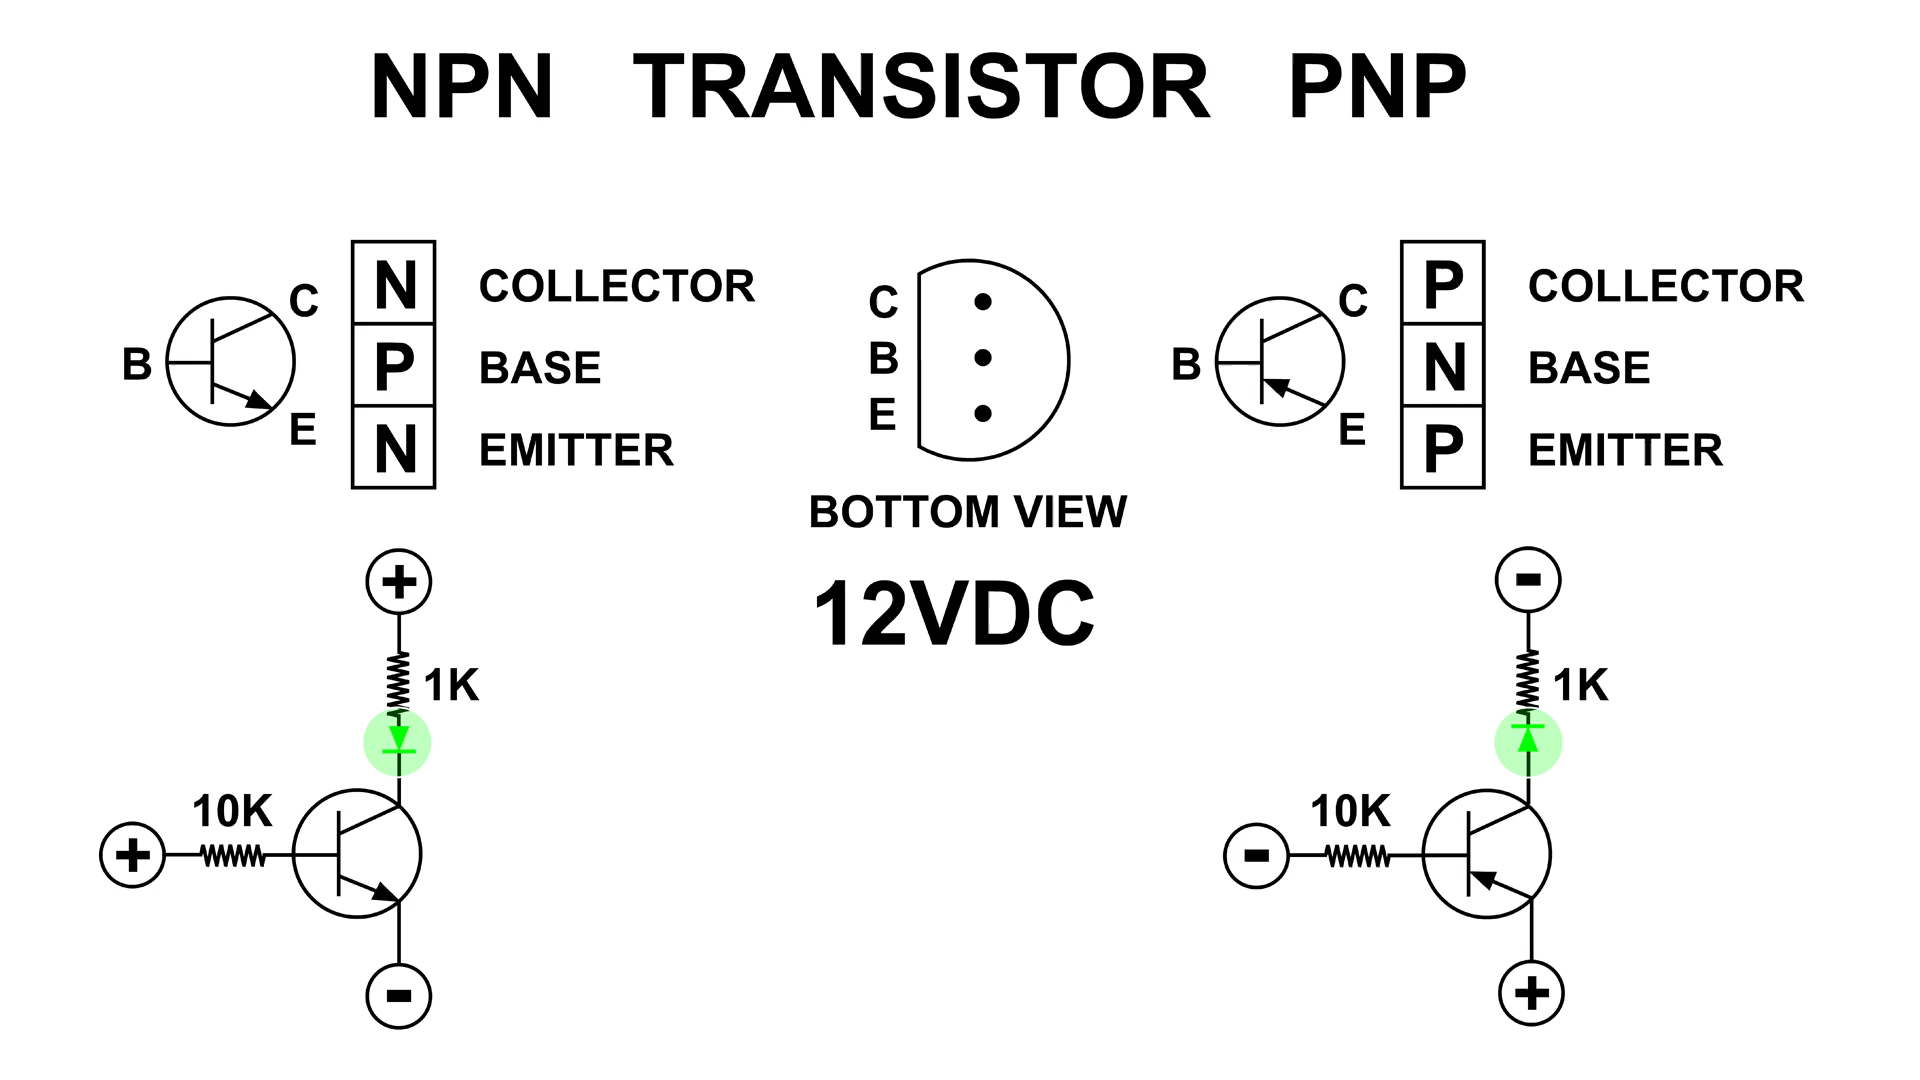 NPN TRANSISTOR PNP
C
B
E
N
P
N
COLLECTOR
BASE
EMITTER
C
B
E
BOTTOM VIEW
12VDC
C
B
E
P
N
P
COLLECTOR
BASE
EMITTER
+
1K
10K
+
-
-
1K
10K
-
+